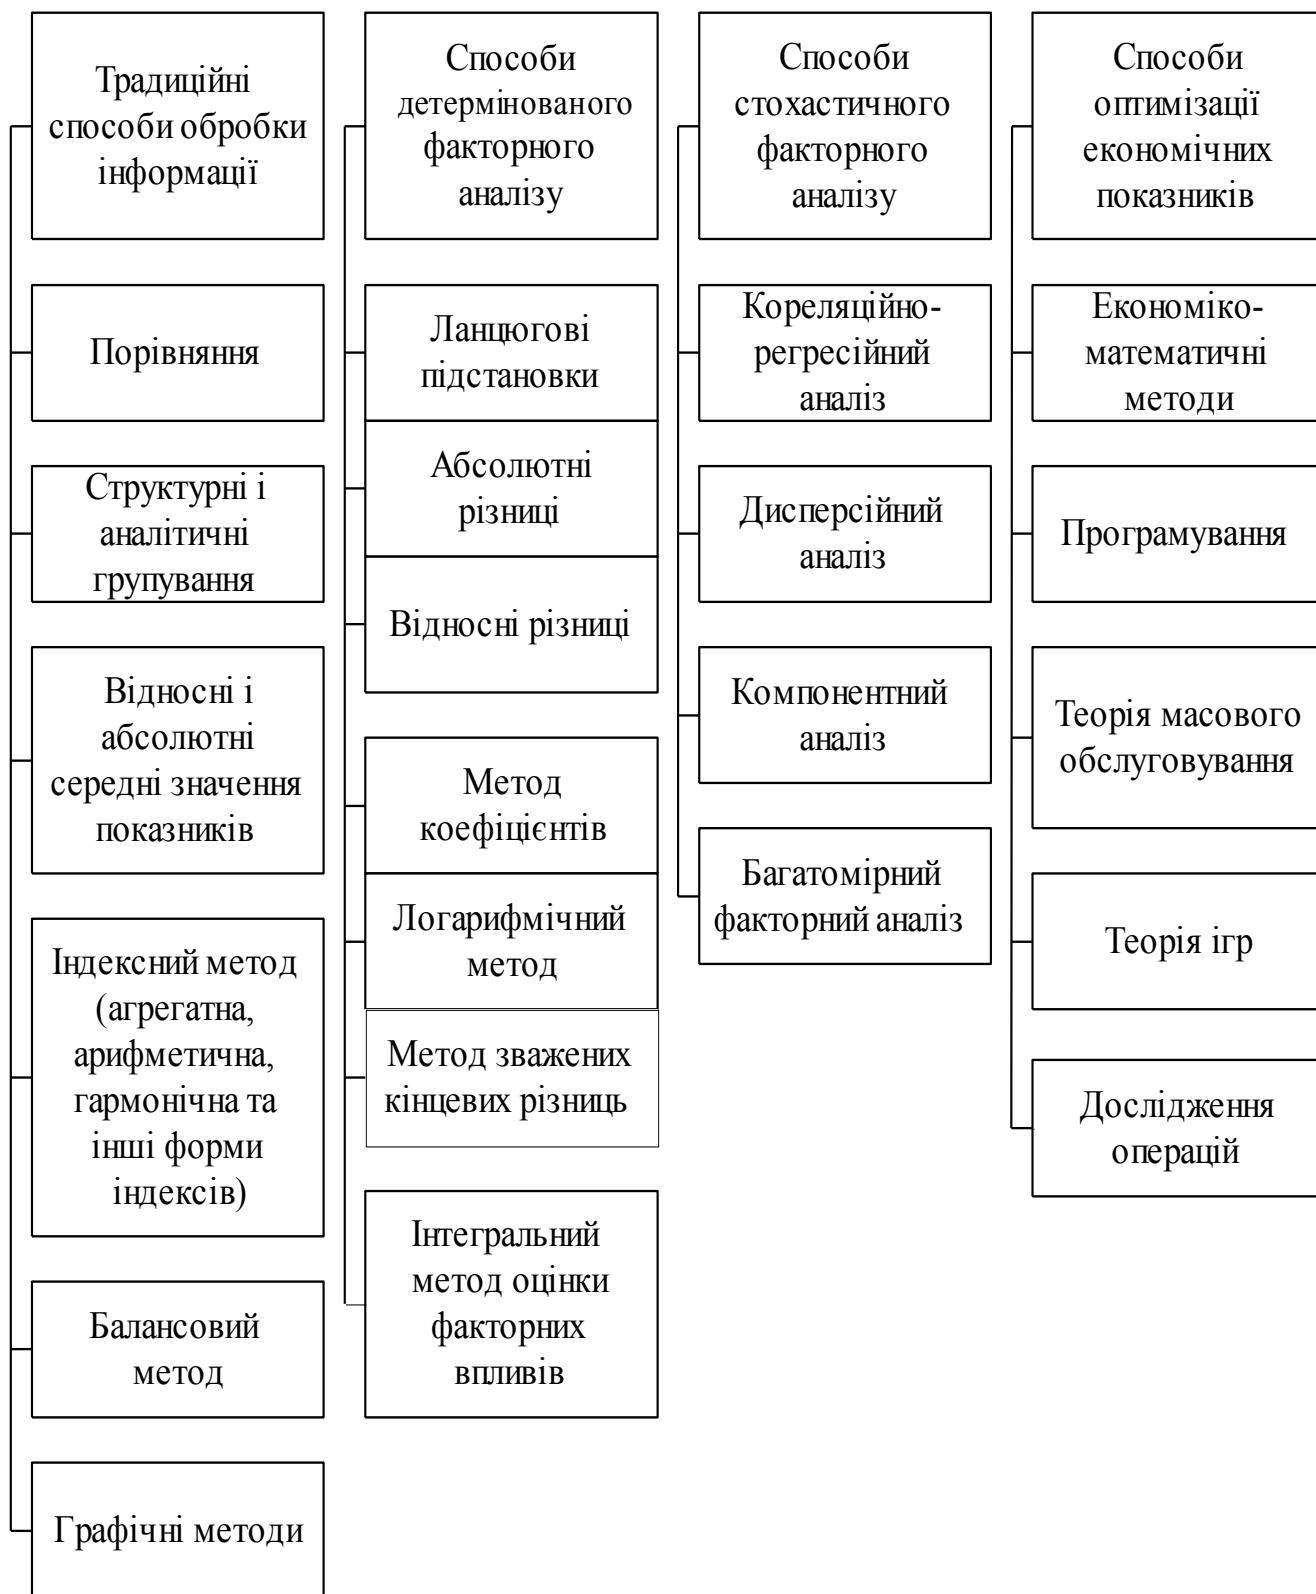 Традиційні
способи обробки
інформації
Порівняння
Структурні і
аналітичні
групування
Відносні і
абсолютні
середні значення
показників
Індексний метод
(агрегатна,
арифметична,
гармонічна та
інші форми
індексів)
Балансовий
метод
Графічні методи
Способи
детермінованого
факторного
аналізу
Ланцюгові
підстановки
Абсолютні
різниці
Відносні різниці
Метод
коефіцієнтів
Логарифмічний
метод
Метод зважених
кінцевих різниць
Інтегральний
метод оцінки
факторних
впливів
Способи
стохастичного
факторного
аналізу
Кореляційно-
регресійний
аналіз
Дисперсійний
аналіз
Компонентний
аналіз
Багатомірний
факторний аналіз
Способи
оптимізації
економічних
показників
Економіко-
математичні
методи
Програмування
Теорія масового
обслуговування
Теорія ігр
Дослідження
операцій